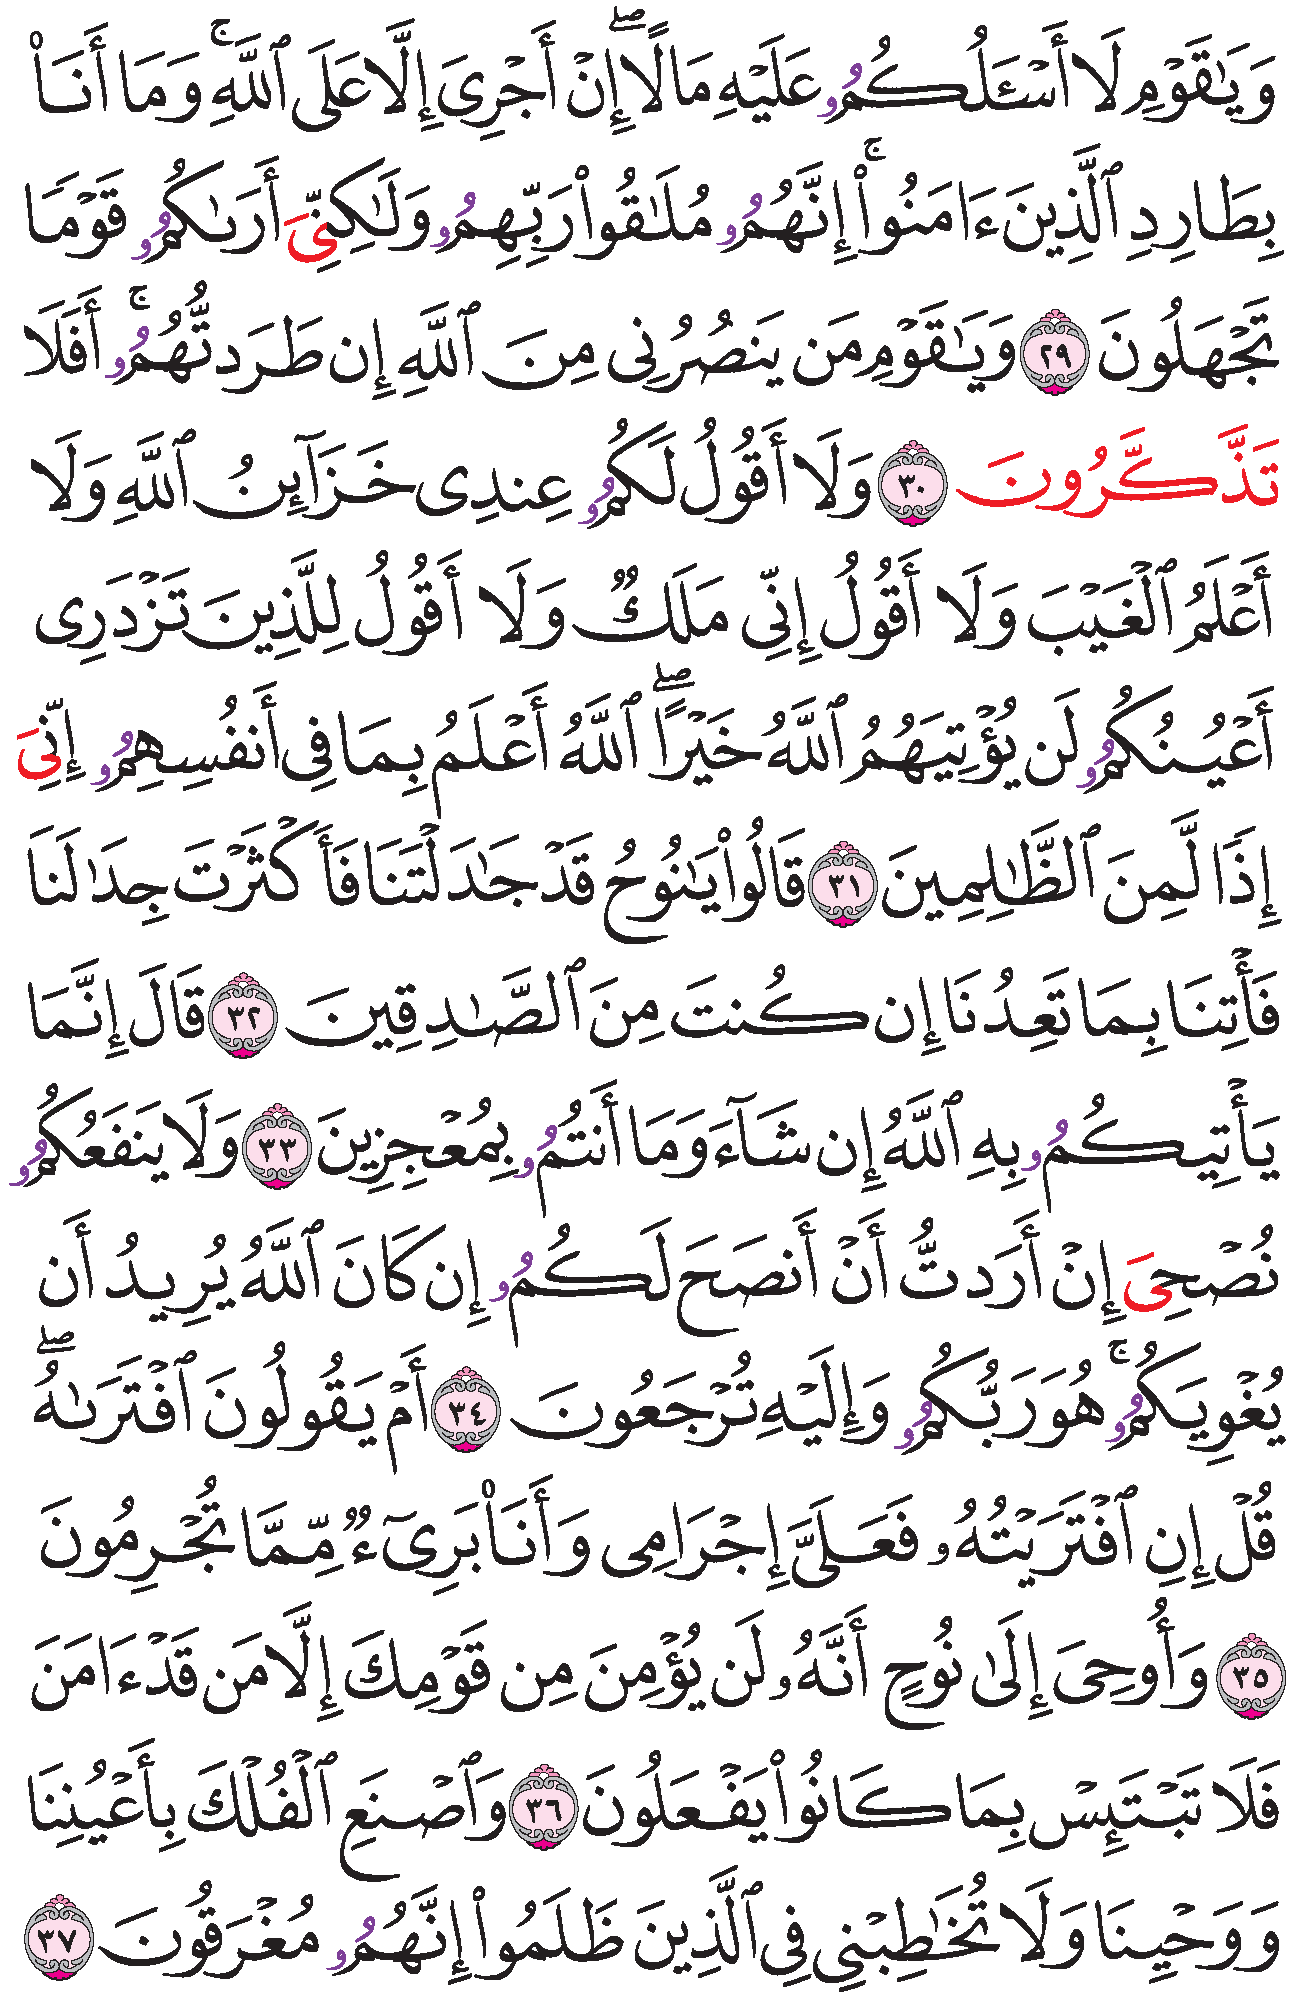 وَيَٰقَوۡمِ لَآ أَسۡـَٔلُكُمُۥ عَلَيۡهِ مَالًاۖ إِنۡ أَجۡرِيَ إِلَّا عَلَى ٱللَّهِۚ وَمَآ أَنَا۠
بِطَارِدِ ٱلَّذِينَ ءَامَنُوٓاْۚ إِنَّهُمُۥ مُلَٰقُواْ رَبِّهِمُۥ وَلَٰكِنِّيَ أَرَىٰكُمُۥ قَوۡمًا
تَجۡهَلُونَ ٢٩ وَيَٰقَوۡمِ مَن يَنصُرُنِي مِنَ ٱللَّهِ إِن طَرَدتُّهُمُۥۚ أَفَلَا
تَذَّكَّرُونَ ٣٠ وَلَآ أَقُولُ لَكُمُۥ عِندِي خَزَآئِنُ ٱللَّهِ وَلَآ
أَعۡلَمُ ٱلۡغَيۡبَ وَلَآ أَقُولُ إِنِّي مَلَكٞ وَلَآ أَقُولُ لِلَّذِينَ تَزۡدَرِي
أَعۡيُنُكُمُۥ لَن يُؤۡتِيَهُمُ ٱللَّهُ خَيۡرًاۖ ٱللَّهُ أَعۡلَمُ بِمَا فِي أَنفُسِهِمُۥ إِنِّيَ
إِذٗا لَّمِنَ ٱلظَّٰلِمِينَ ٣١ قَالُواْ يَٰنُوحُ قَدۡ جَٰدَلۡتَنَا فَأَكۡثَرۡتَ جِدَٰلَنَا
فَأۡتِنَا بِمَا تَعِدُنَآ إِن كُنتَ مِنَ ٱلصَّٰدِقِينَ ٣٢ قَالَ إِنَّمَا
يَأۡتِيكُمُۥ بِهِ ٱللَّهُ إِن شَآءَ وَمَآ أَنتُمُۥ بِمُعۡجِزِينَ ٣٣ وَلَا يَنفَعُكُمُۥ
نُصۡحِيَ إِنۡ أَرَدتُّ أَنۡ أَنصَحَ لَكُمُۥ إِن كَانَ ٱللَّهُ يُرِيدُ أَن
يُغۡوِيَكُمُۥۚ هُوَ رَبُّكُمُۥ وَإِلَيۡهِ تُرۡجَعُونَ ٣٤ أَمۡ يَقُولُونَ ٱفۡتَرَىٰهُۖ
قُلۡ إِنِ ٱفۡتَرَيۡتُهُۥ فَعَلَيَّ إِجۡرَامِي وَأَنَا۠ بَرِيٓءٞ مِّمَّا تُجۡرِمُونَ
٣٥ وَأُوحِيَ إِلَىٰ نُوحٍ أَنَّهُۥ لَن يُؤۡمِنَ مِن قَوۡمِكَ إِلَّا مَن قَدۡ ءَامَنَ
فَلَا تَبۡتَئِسۡ بِمَا كَانُواْ يَفۡعَلُونَ ٣٦ وَٱصۡنَعِ ٱلۡفُلۡكَ بِأَعۡيُنِنَا
وَوَحۡيِنَا وَلَا تُخَٰطِبۡنِي فِي ٱلَّذِينَ ظَلَمُوٓاْ إِنَّهُمُۥ مُغۡرَقُونَ ٣٧